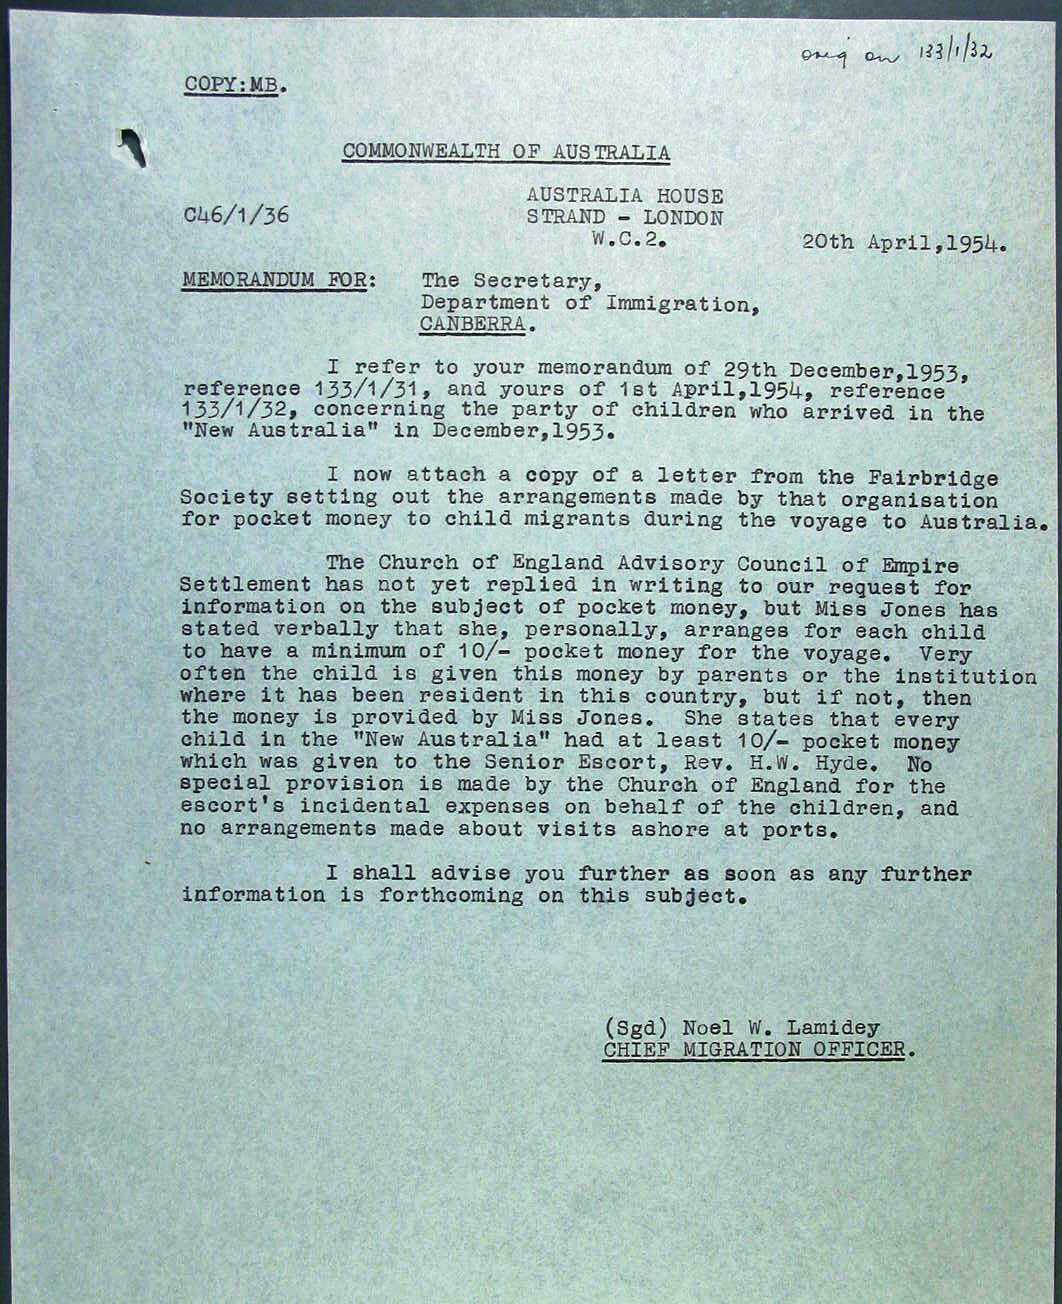 orig on 133/1/32
COPY:MB.
COMMONWEALTH OF AUSTRALIA
AUSTRALIA HOUSE
C46/1/36
STRAND - LONDON
W.C.2.
20th April,1954.
MEMORANDUM FOR: The Secretary,
Department of Immigration,
CANBERRA.
I refer to your memorandum of 29th December,1953,
reference 133/1/31, and yours of 1st April,1954, reference
133/1/32, concerning the party of children who arrived in the
"New Australia" in December,1953.
I now attach a copy of a letter from the Fairbridge
Society setting out the arrangements made by that organisation
for pocket money to child migrants during the voyage to Australia.
The Church of England Advisory Council of Empire
Settlement has not yet replied in writing to our request for
information on the subject of pocket money, but Miss Jones has
stated verbally that she, personally, arranges for each child
to have a minimum of 10/- pocket money for the voyage. Very
often the child is given this money by parents or the institution
where it has been resident in this country, but if not, then
the money is provided by Miss Jones. She states that every
child in the "New Australia" had at least 10/- pocket money
which was given to the Senior Escort, Rev. H.W. Hyde. No
special provision is made by the Church of England for the
escort's incidental expenses on behalf of the children, and
no arrangements made about visits ashore at ports.
I shall advise you further as soon as any further
information is forthcoming on this subject.
(Sgd) Noel W. Lamidey
CHIEF MIGRATION OFFICER.